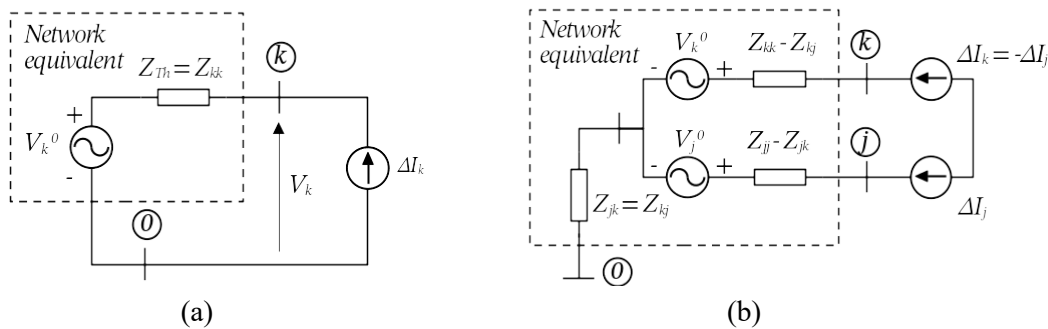 Network
equivalent
Z_Th = Z_kk
k
+
V_k^0
-
V_k
ΔI_k
0
(a)
Network
equivalent
V_k^0
Z_kk - Z_kj
k
ΔI_k = -ΔI_j
- +
V_j^0
Z_jj - Z_jk
j
- +
ΔI_j
Z_jk = Z_kj
0
(b)